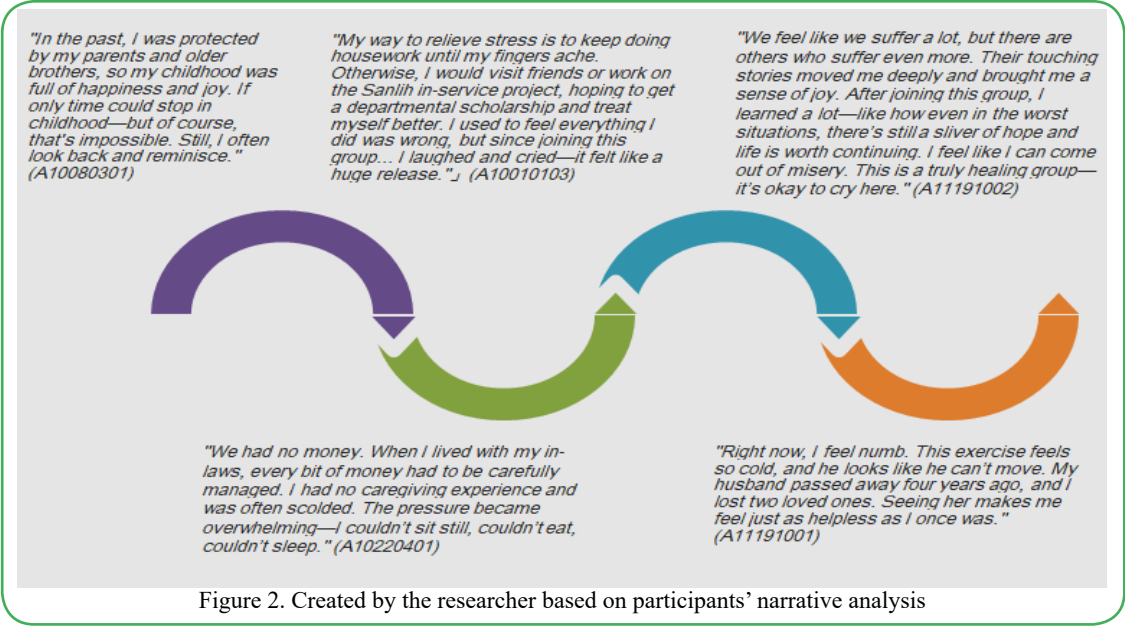 "In the past, I was protected
by my parents and older
brothers, so my childhood was
full of happiness and joy. If
only time could stop in
childhood—but of course,
that's impossible. Still, I often
look back and reminisce."
(A10080301)
"My way to relieve stress is to keep doing
housework until my fingers ache.
Otherwise, I would visit friends or work on
the Sanlih in-service project, hoping to get
a departmental scholarship and treat
myself better. I used to feel everything I
did was wrong, but since joining this
group... I laughed and cried—it felt like a
huge release."」 (A10010103)
"We feel like we suffer a lot, but there are
others who suffer even more. Their touching
stories moved me deeply and brought me a
sense of joy. After joining this group, I
learned a lot—like how even in the worst
situations, there's still a sliver of hope and
life is worth continuing. I feel like I can come
out of misery. This is a truly healing group—
it's okay to cry here." (A11191002)
"We had no money. When I lived with my in-
laws, every bit of money had to be carefully
managed. I had no caregiving experience and
was often scolded. The pressure became
overwhelming—I couldn't sit still, couldn't eat,
couldn't sleep." (A10220401)
"Right now, I feel numb. This exercise feels
so cold, and he looks like he can't move. My
husband passed away four years ago, and I
lost two loved ones. Seeing her makes me
feel just as helpless as I once was."
(A11191001)
Figure 2. Created by the researcher based on participants' narrative analysis